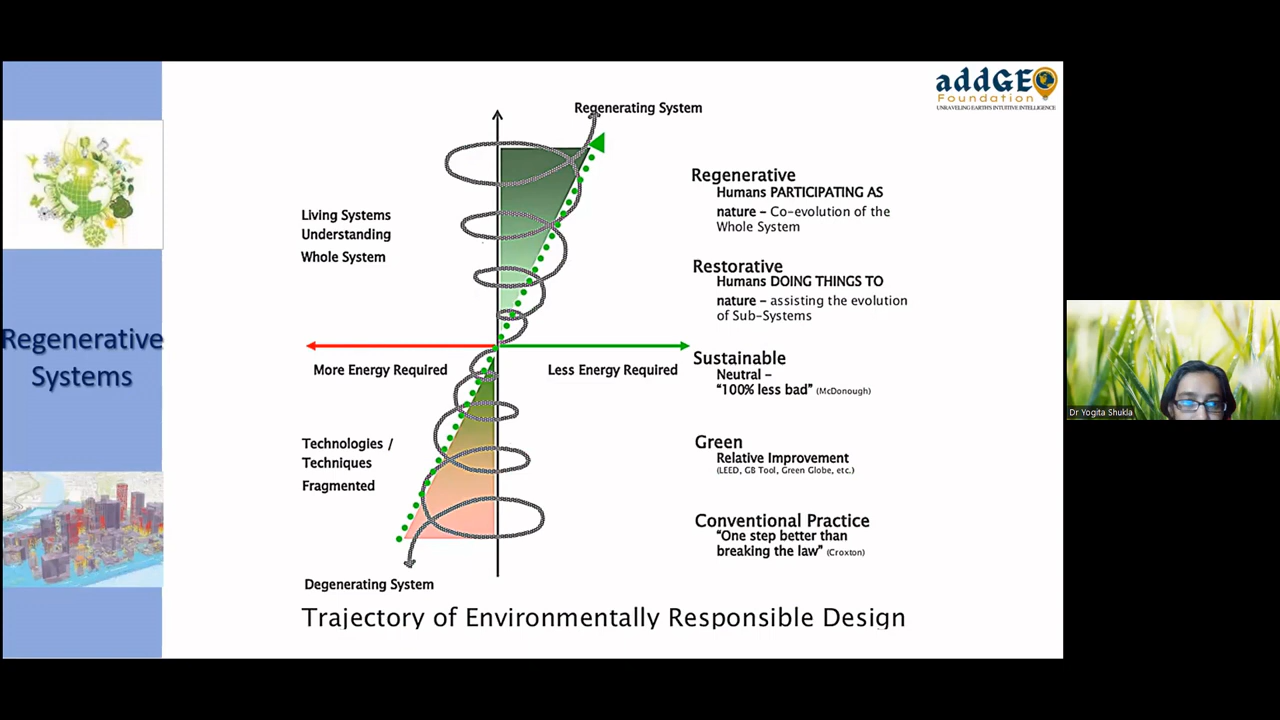 addGEO
Foundation
UNRAVELING EARTH'S INTUITIVE INTELLIGENCE
Regenerative
Systems
Regenerating System
Living Systems
Understanding
Whole System
More Energy Required
Less Energy Required
Technologies /
Techniques
Fragmented
Degenerating System
Regenerative
Humans PARTICIPATING AS
nature – Co-evolution of the
Whole System
Restorative
Humans DOING THINGS TO
nature – assisting the evolution
of Sub-Systems
Sustainable
Neutral –
“100% less bad” (McDonough)
Green
Relative Improvement
(LEED, GB Tool, Green Globe, etc.)
Conventional Practice
“One step better than
breaking the law” (Croxton)
Trajectory of Environmentally Responsible Design
Dr Yogita Shukla